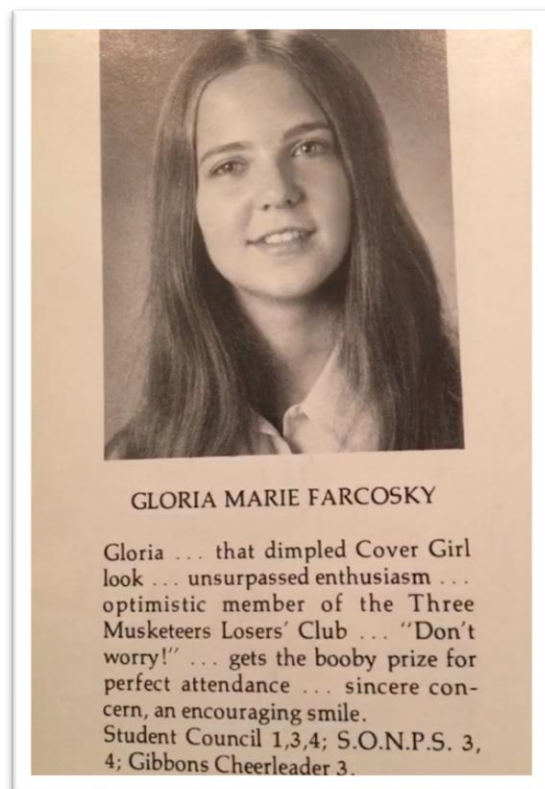 GLORIA MARIE FARCOSKY
Gloria ... that dimpled Cover Girl
look ... unsurpassed enthusiasm ...
optimistic member of the Three
Musketeers Losers' Club ... "Don't
worry!" ... gets the booby prize for
perfect attendance ... sincere con-
cern, an encouraging smile.
Student Council 1,3,4; S.O.N.P.S. 3,
4; Gibbons Cheerleader 3.